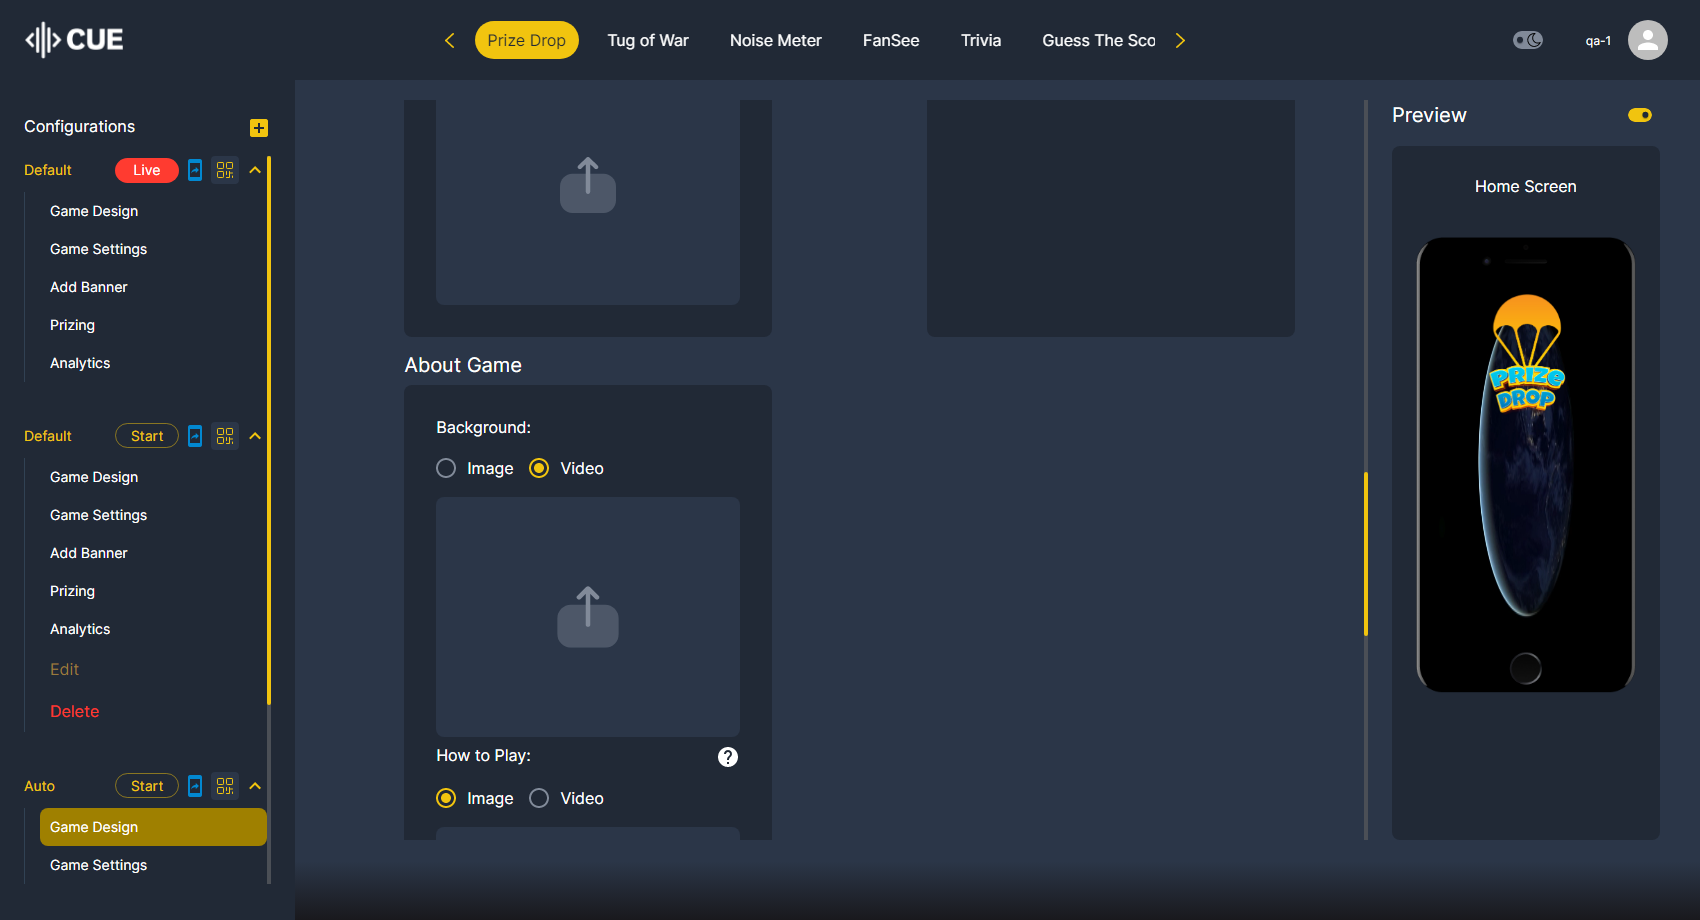 CUE
Prize Drop
Tug of War
Noise Meter
FanSee
Trivia
Guess The Sco
qa-1
Configurations
Default
Live
Game Design
Game Settings
Add Banner
Prizing
Analytics
Default
Start
Game Design
Game Settings
Add Banner
Prizing
Analytics
Edit
Delete
Auto
Start
Game Design
Game Settings
About Game
Background:
Image
Video
How to Play:
?
Image
Video
Preview
Home Screen
PRIZE
DROP